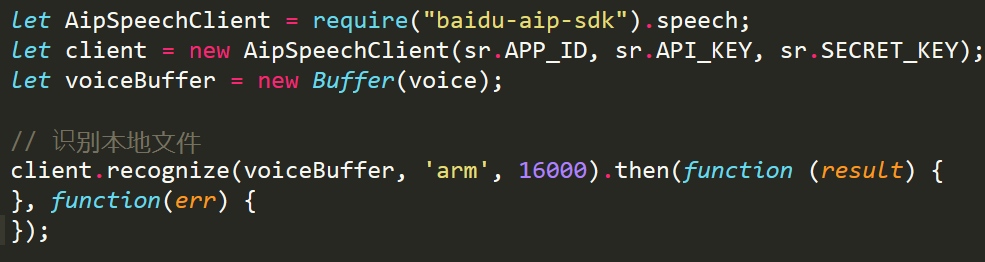 let AipSpeechClient = require("baidu-aip-sdk").speech;
let client = new AipSpeechClient(sr.APP_ID, sr.API_KEY, sr.SECRET_KEY);
let voiceBuffer = new Buffer(voice);
// 识别本地文件
client.recognize(voiceBuffer, 'arm', 16000).then(function (result) {
}, function(err) {
});